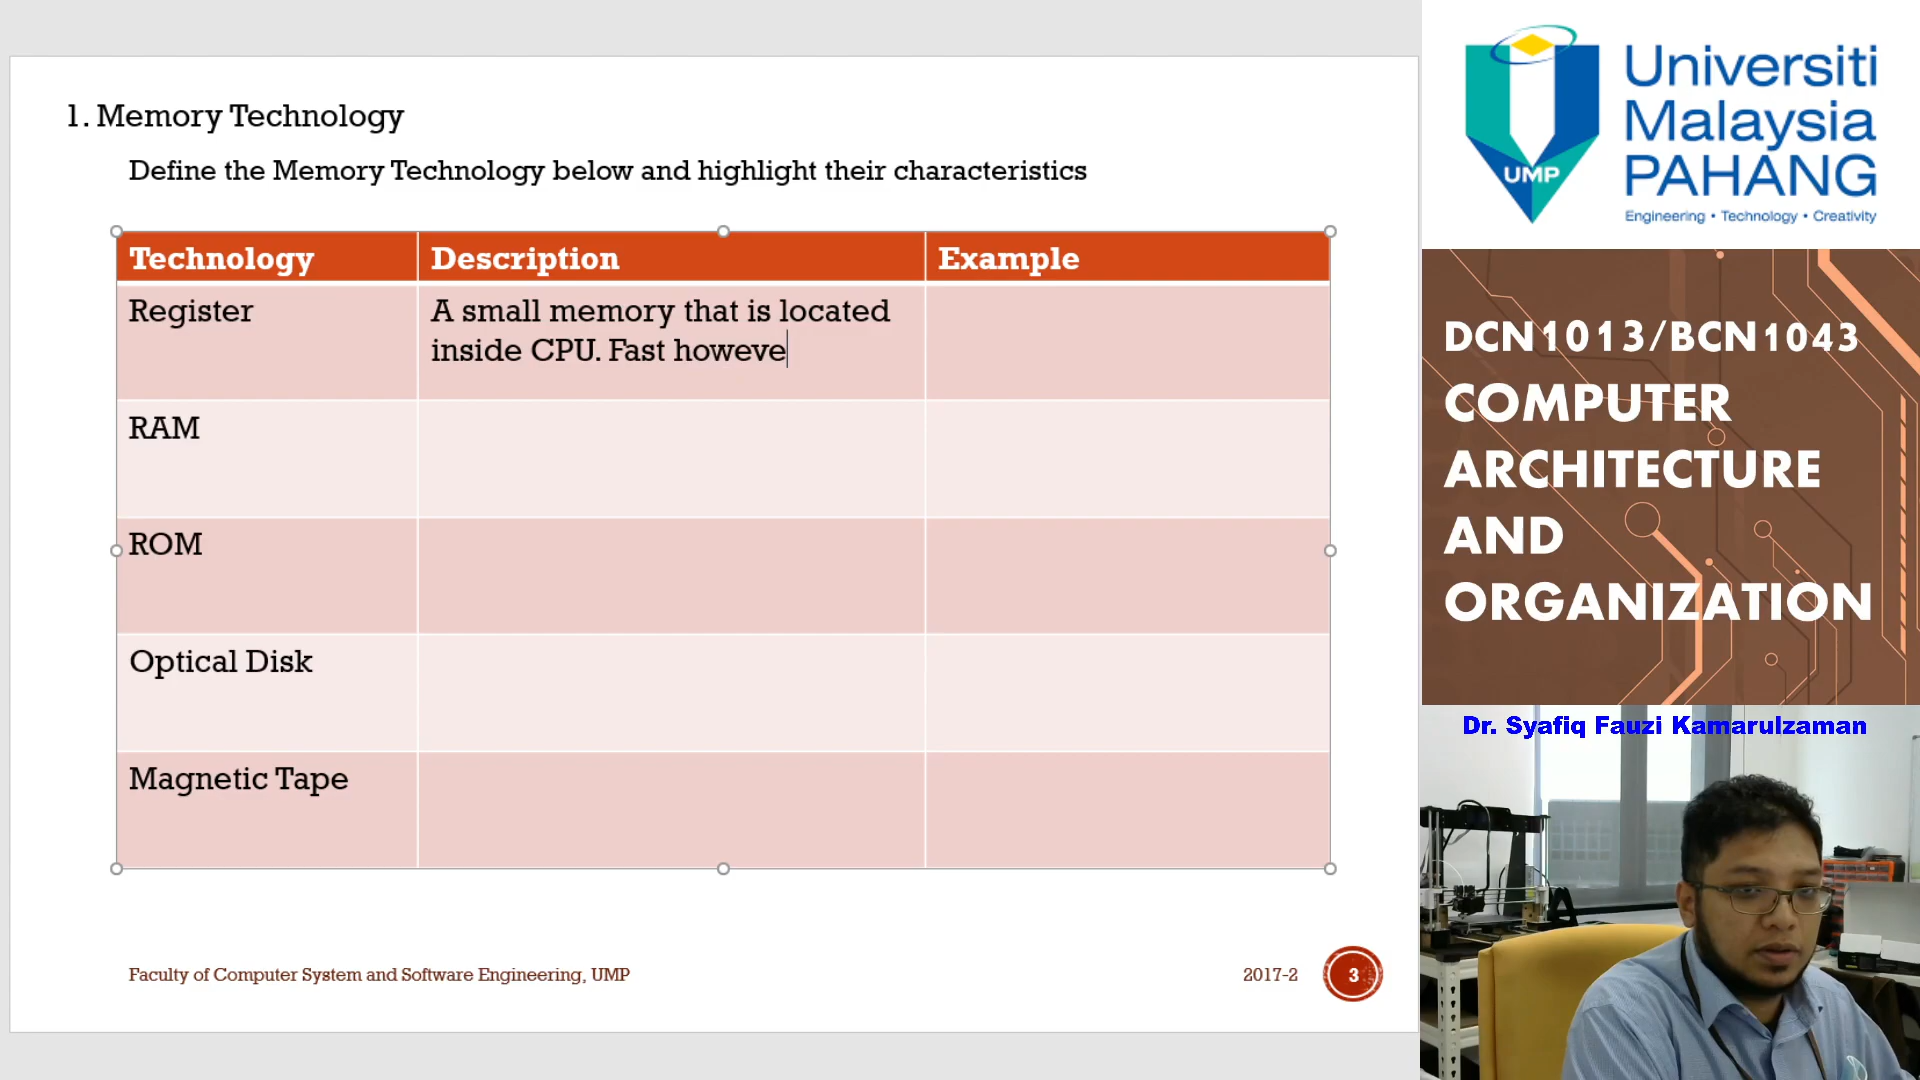 1. Memory Technology
Define the Memory Technology below and highlight their characteristics
Technology Description Example
Register
A small memory that is located
inside CPU. Fast howeve
RAM
ROM
Optical Disk
Magnetic Tape
Faculty of Computer System and Software Engineering, UMP
2017-2
3
UMP
Universiti
Malaysia
PAHANG
Engineering • Technology • Creativity
DCN1013/BCN1043
COMPUTER
ARCHITECTURE
AND
ORGANIZATION
Dr. Syafiq Fauzi Kamarulzaman